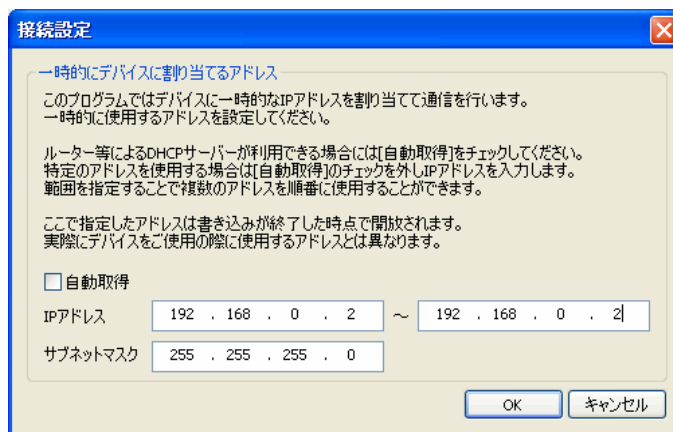 接続設定
一時的にデバイスに割り当てるアドレス
このプログラムではデバイスに一時的なIPアドレスを割り当てて通信を行います。
一時的に使用するアドレスを設定してください。
ルーター等によるDHCPサーバーが利用できる場合には[自動取得]をチェックしてください。
特定のアドレスを使用する場合は[自動取得]のチェックを外しIPアドレスを入力します。
範囲を指定することで複数のアドレスを順番に使用することができます。
ここで指定したアドレスは書き込みが終了した時点で開放されます。
実際にデバイスをご使用の際に使用するアドレスとは異なります。
自動取得
IPアドレス 192 . 168 . 0 . 2 ～ 192 . 168 . 0 . 2
サブネットマスク 255 . 255 . 255 . 0
OK キャンセル